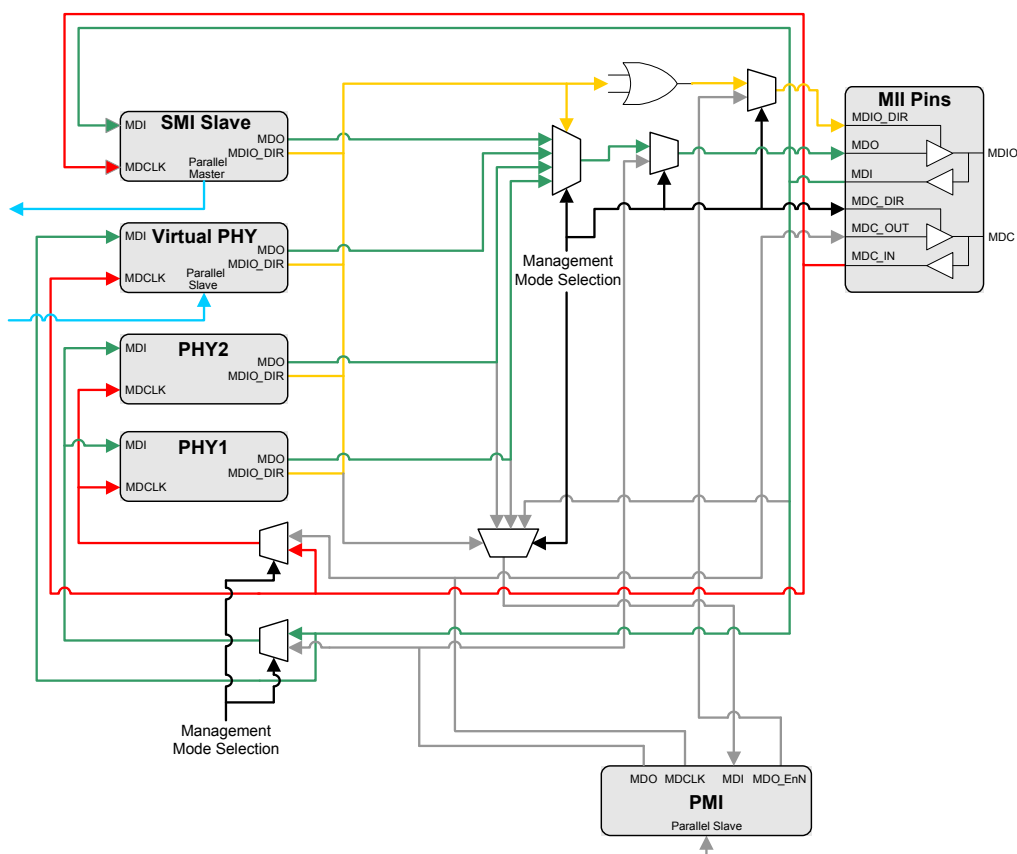 SMI Slave
MDI
MDO
MDIO_DIR
MDCLK
Parallel
Master
Virtual PHY
MDI
MDO
MDIO_DIR
MDCLK
Parallel
Slave
PHY2
MDI
MDO
MDIO_DIR
MDCLK
PHY1
MDI
MDO
MDIO_DIR
MDCLK
Management
Mode Selection
MII Pins
MDIO_DIR
MDO
MDIO
MDI
MDC_DIR
MDC_OUT
MDC
MDC_IN
Management
Mode Selection
MDO MDCLK MDI MDO_EnN
PMI
Parallel Slave